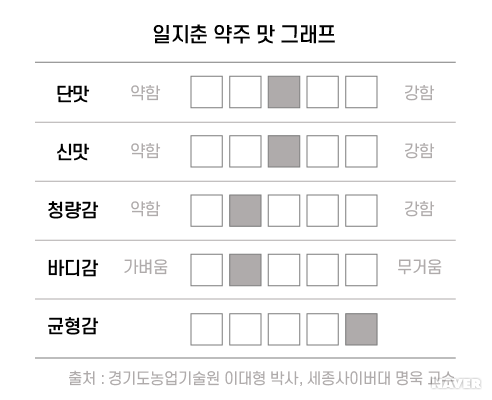 일지춘 약주 맛 그래프
단맛 약함 강함
신맛 약함 강함
청량감 약함 강함
바디감 가벼움 무거움
균형감
출처 : 경기도농업기술원 이대형 박사, 세종사이버대 명욱 교수
NAVER